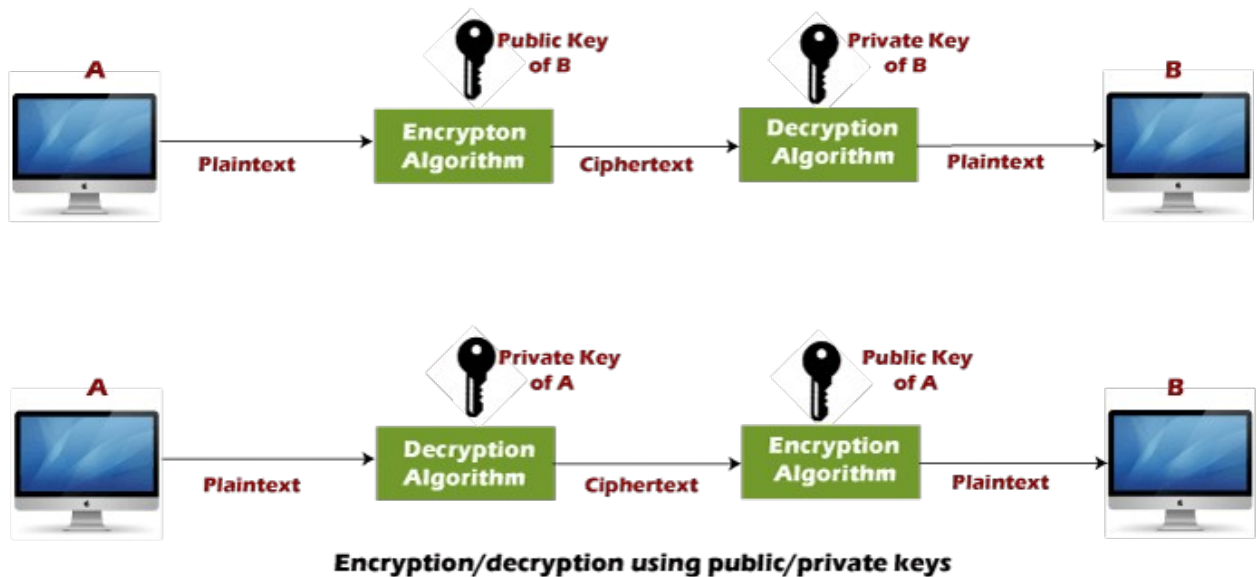 A
Public Key
of B
Private Key
of B
B
Encrypton
Algorithm
Decryption
Algorithm
Plaintext
Ciphertext
Plaintext
A
Private Key
of A
Public Key
of A
B
Decryption
Algorithm
Encryption
Algorithm
Plaintext
Ciphertext
Plaintext
Encryption/decryption using public/private keys